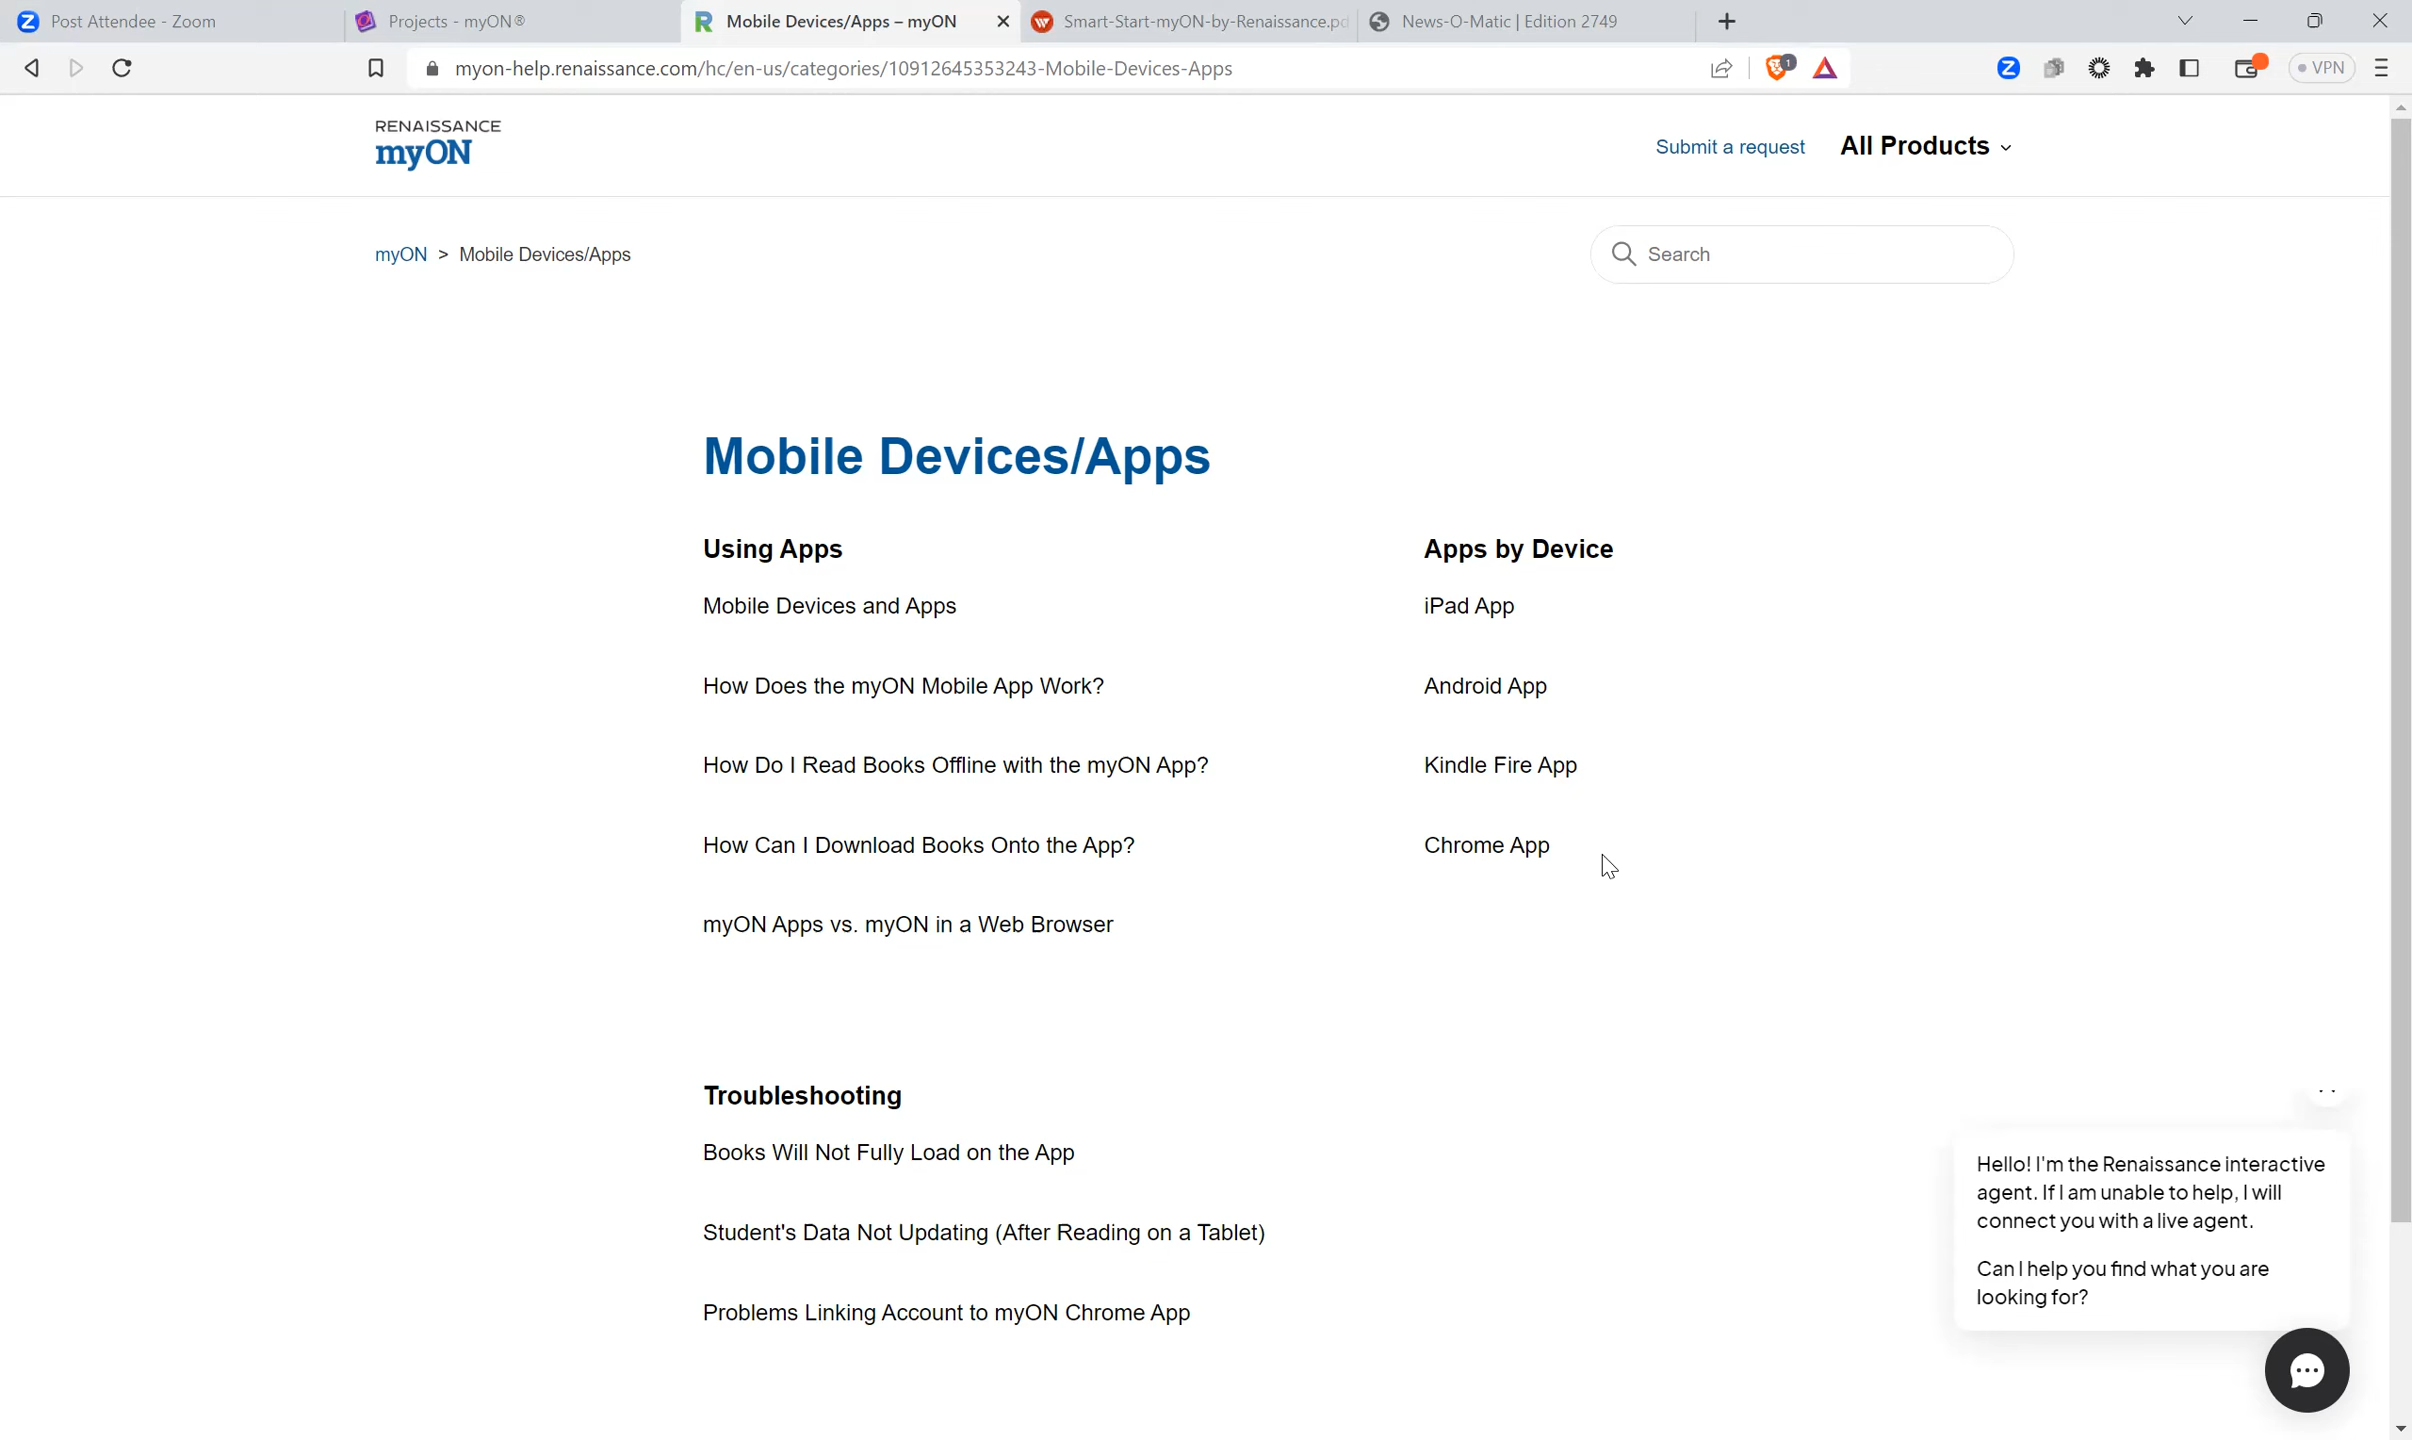 Post Attendee - Zoom
Projects - myON®
Mobile Devices/Apps – myON
Smart-Start-myON-by-Renaissance.pd
News-O-Matic | Edition 2749
myon-help.renaissance.com/hc/en-us/categories/10912645353243-Mobile-Devices-Apps
1
VPN
RENAISSANCE
myON
Submit a request
All Products
myON > Mobile Devices/Apps
Search
Mobile Devices/Apps
Using Apps
Mobile Devices and Apps
How Does the myON Mobile App Work?
How Do I Read Books Offline with the myON App?
How Can I Download Books Onto the App?
myON Apps vs. myON in a Web Browser
Apps by Device
iPad App
Android App
Kindle Fire App
Chrome App
Troubleshooting
Books Will Not Fully Load on the App
Student's Data Not Updating (After Reading on a Tablet)
Problems Linking Account to myON Chrome App
Hello! I'm the Renaissance interactive
agent. If I am unable to help, I will
connect you with a live agent.
Can I help you find what you are
looking for?